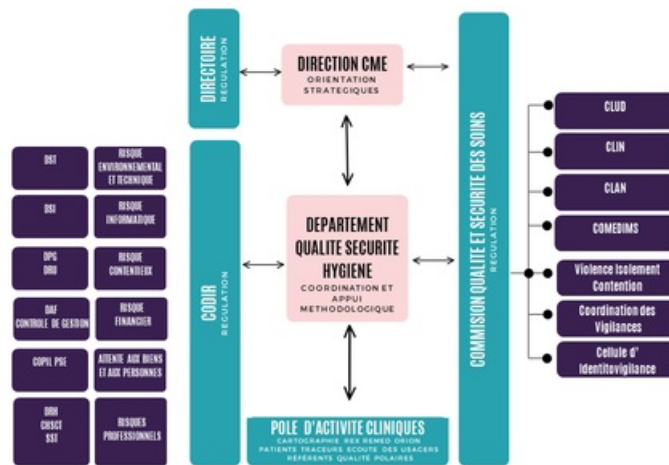 DIRECTOIRE
REGULATION
DIRECTION CME
ORIENTATION
STRATEGIQUES
DST
RISQUE
ENVIRONNEMENTAL
ET TECHNIQUE
DSI
RISQUE
INFORMATIQUE
DPG
DRU
RISQUE
CONTENTIEUX
DAF
CONTROLE DE GESTION
RISQUE
FINANCIER
COPIL PSE
ATTENTE AUX BIENS
ET AUX PERSONNES
DRH
CHSCT
SST
RISQUES
PROFESSIONNELS
CODIR
REGULATION
DEPARTEMENT
QUALITE SECURITE
HYGIENE
COORDINATION ET
APPUI
METHODOLOGIQUE
POLE D'ACTIVITE CLINIQUES
CARTOGRAPHIE REX REMED ORION
PATIENTS TRACEURS ECOUTE DES USAGERS
RÉFÉRENTS QUALITÉ POLAIRES
COMMISION QUALITE ET SECURITE DES SOINS
REGULATION
CLUD
CLIN
CLAN
COMEDIMS
Violence Isolement
Contention
Coordination des
Vigilances
Cellule d'
Identitovigilance